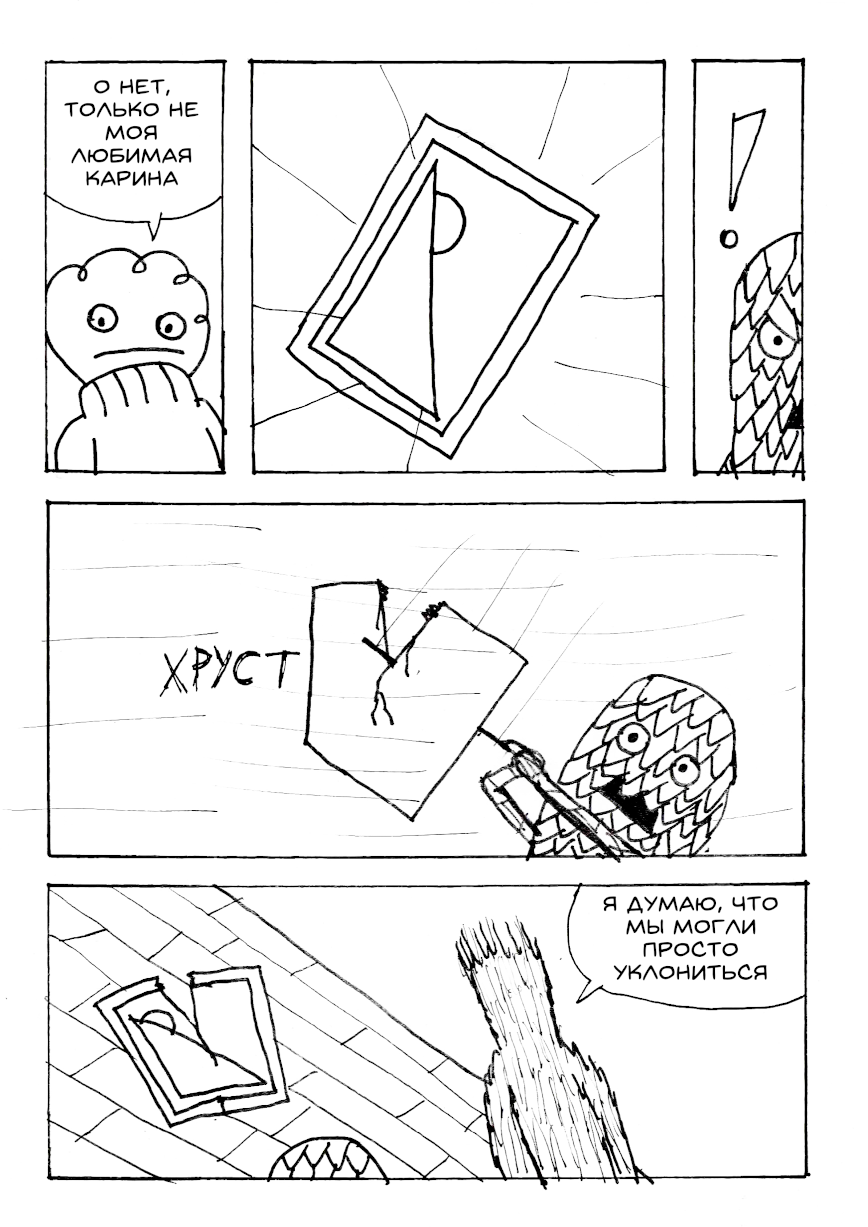 О НЕТ,
ТОЛЬКО НЕ
МОЯ
ЛЮБИМАЯ
КАРИНА
!
ХРУСТ
Я ДУМАЮ, ЧТО
МЫ МОГЛИ
ПРОСТО
УКЛОНИТЬСЯ